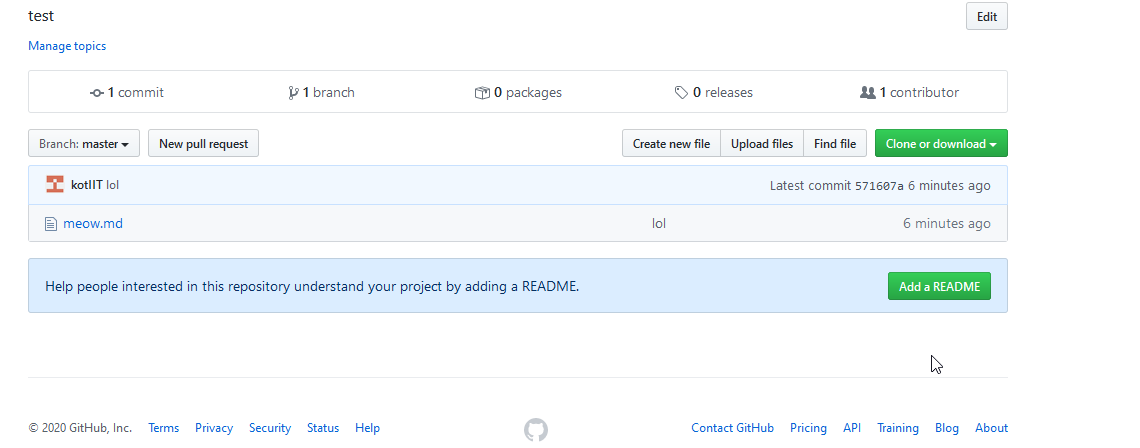 test
Edit
Manage topics
1 commit
1 branch
0 packages
0 releases
1 contributor
Branch: master
New pull request
Create new file
Upload files
Find file
Clone or download
kotIIT lol
Latest commit 571607a 6 minutes ago
meow.md
lol
6 minutes ago
Help people interested in this repository understand your project by adding a README.
Add a README
© 2020 GitHub, Inc.
Terms
Privacy
Security
Status
Help
Contact GitHub
Pricing
API
Training
Blog
About